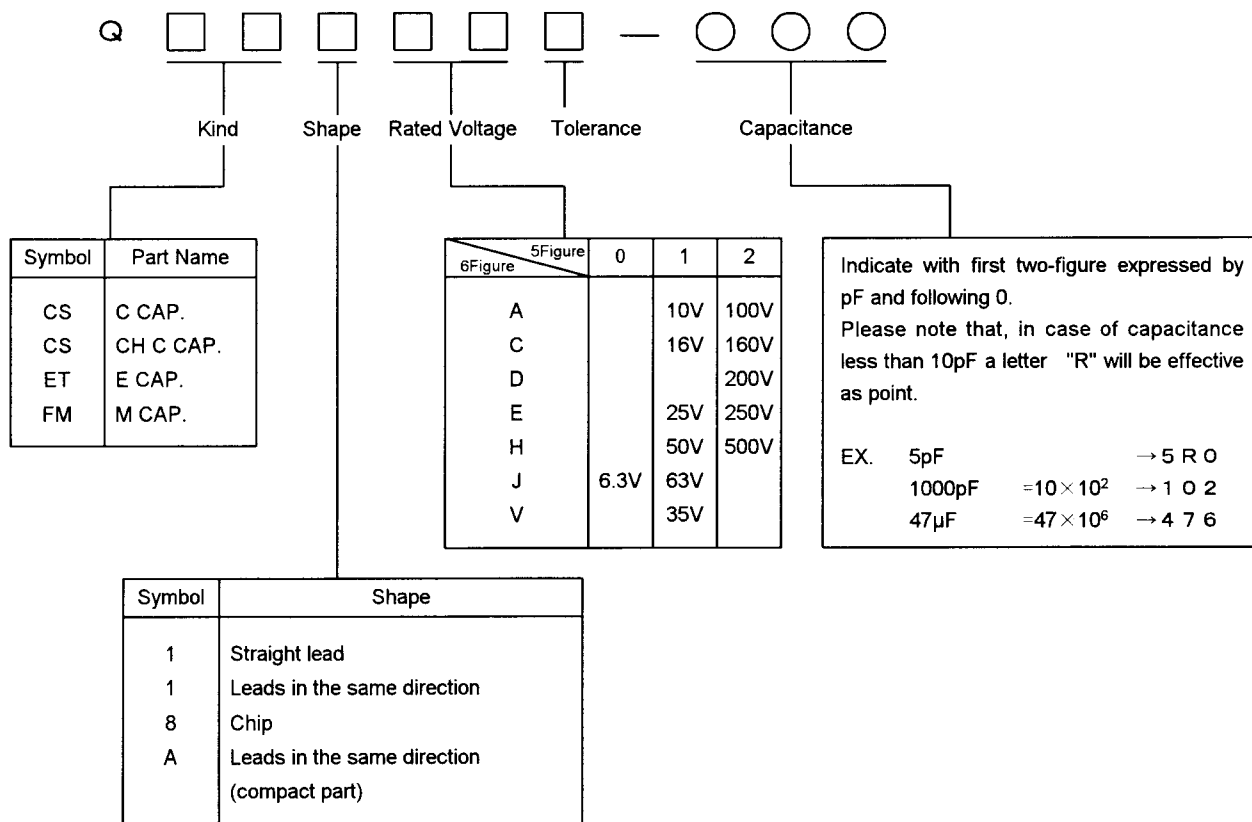 Q — 
Kind Shape Rated Voltage Tolerance Capacitance
Symbol Part Name
CS C CAP.
CS CH C CAP.
ET E CAP.
FM M CAP.
5Figure 0 1 2
6Figure
A 10V 100V
C 16V 160V
D 200V
E 25V 250V
H 50V 500V
J 6.3V 63V
V 35V
Indicate with first two-figure expressed by
pF and following 0.
Please note that, in case of capacitance
less than 10pF a letter "R" will be effective
as point.
EX. 5pF →5 R 0
1000pF =10×10² →1 0 2
47μF =47×10⁶ →4 7 6
Symbol Shape
1 Straight lead
1 Leads in the same direction
8 Chip
A Leads in the same direction
(compact part)